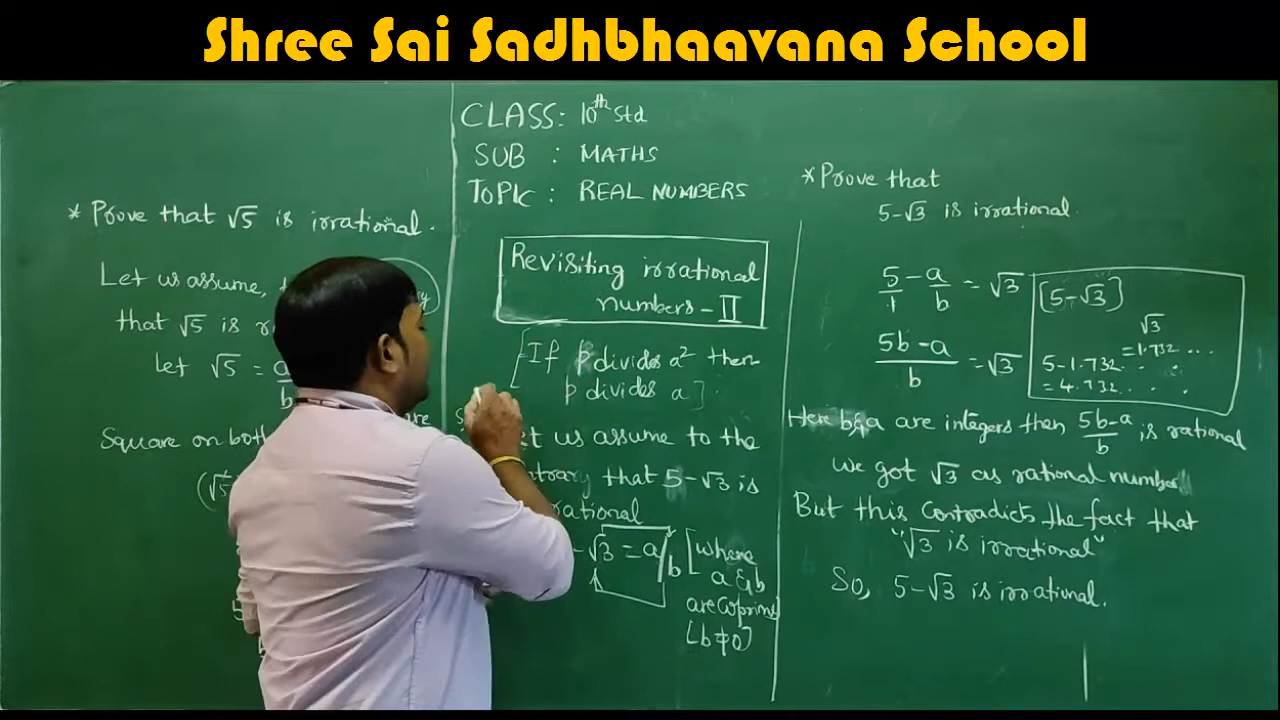 Shree Sai Sadhbhaavana School
* Prove that √5 is irrational.
Let us assume,
that √5 is
let √5 = a
b
Square on both
(√5
CLASS: 10th Std
SUB : MATHS
TOPIC : REAL NUMBERS
Revisiting irrational
numbers - II
[If p divides a² then
p divides a].
us assume to the
that 5-√3 is
- √3 = a/b [where
a & b
are Coprime
[b≠0]
* Prove that
5-√3 is irrational.
5/1 - a/b = √3
(5b-a)/b = √3
[5-√3]
√3
=1.732 ...
5-1.732. . .
=4.732 . . .
Here b&a are integers then (5b-a)/b is rational
we got √3 as rational number
But this contradicts the fact that
"√3 is irrational"
So, 5-√3 is irrational.